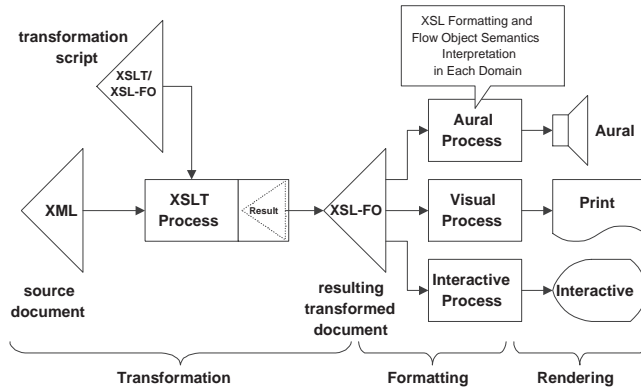 transformation
script
XSLT/
XSL-FO
XSL Formatting and
Flow Object Semantics
Interpretation
in Each Domain
Aural
Process
Aural
XML
XSLT
Process
Result
XSL-FO
Visual
Process
Print
source
document
resulting
transformed
document
Interactive
Process
Interactive
Transformation
Formatting
Rendering